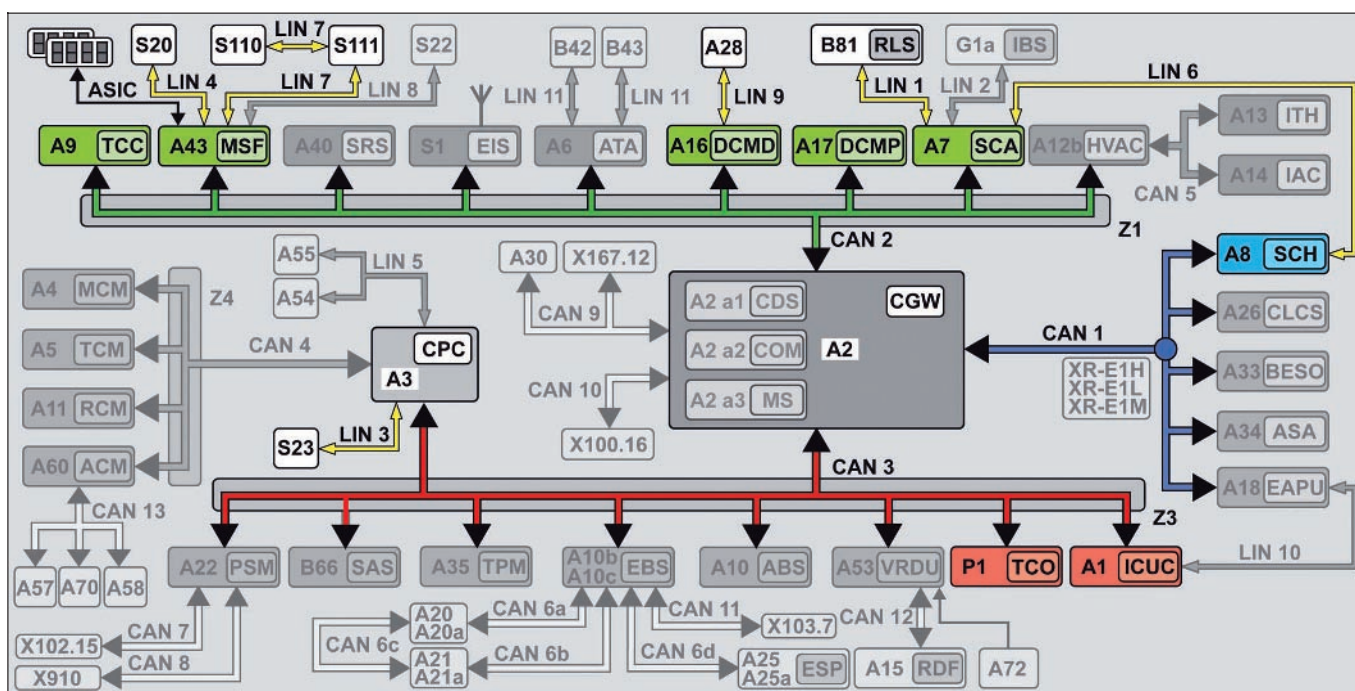 LIN 7
S20
S110
S111
S22
B42
B43
A28
B81 RLS
G1a IBS
LIN 6
ASIC
LIN 4
LIN 7
LIN 8
LIN 11
LIN 11
LIN 9
LIN 1
LIN 2
A13 ITH
A9 TCC
A43 MSF
A40 SRS
S1 EIS
A6 ATA
A16 DCMD
A17 DCMP
A7 SCA
A12b HVAC
A14 IAC
CAN 5
Z1
CAN 2
A55
LIN 5
A54
A30
X167.12
A8 SCH
A4 MCM
Z4
A2 a1 CDS
CGW
CAN 9
A26 CLCS
CAN 1
A5 TCM
CAN 4
CPC
A3
A2 a2 COM
A2
XR-E1H
XR-E1L
XR-E1M
A33 BESO
CAN 10
A11 RCM
A2 a3 MS
A34 ASA
S23
LIN 3
X100.16
A60 ACM
CAN 3
A18 EAPU
CAN 13
Z3
LIN 10
A57
A70
A58
A22 PSM
B66 SAS
A35 TPM
A10b
A10c
EBS
A10 ABS
A53 VRDU
P1 TCO
A1 ICUC
CAN 7
X102.15
CAN 8
X910
CAN 6c
A20
A20a
CAN 6a
A21
A21a
CAN 6b
CAN 11
X103.7
CAN 6d
A25
A25a
ESP
CAN 12
A15 RDF
A72